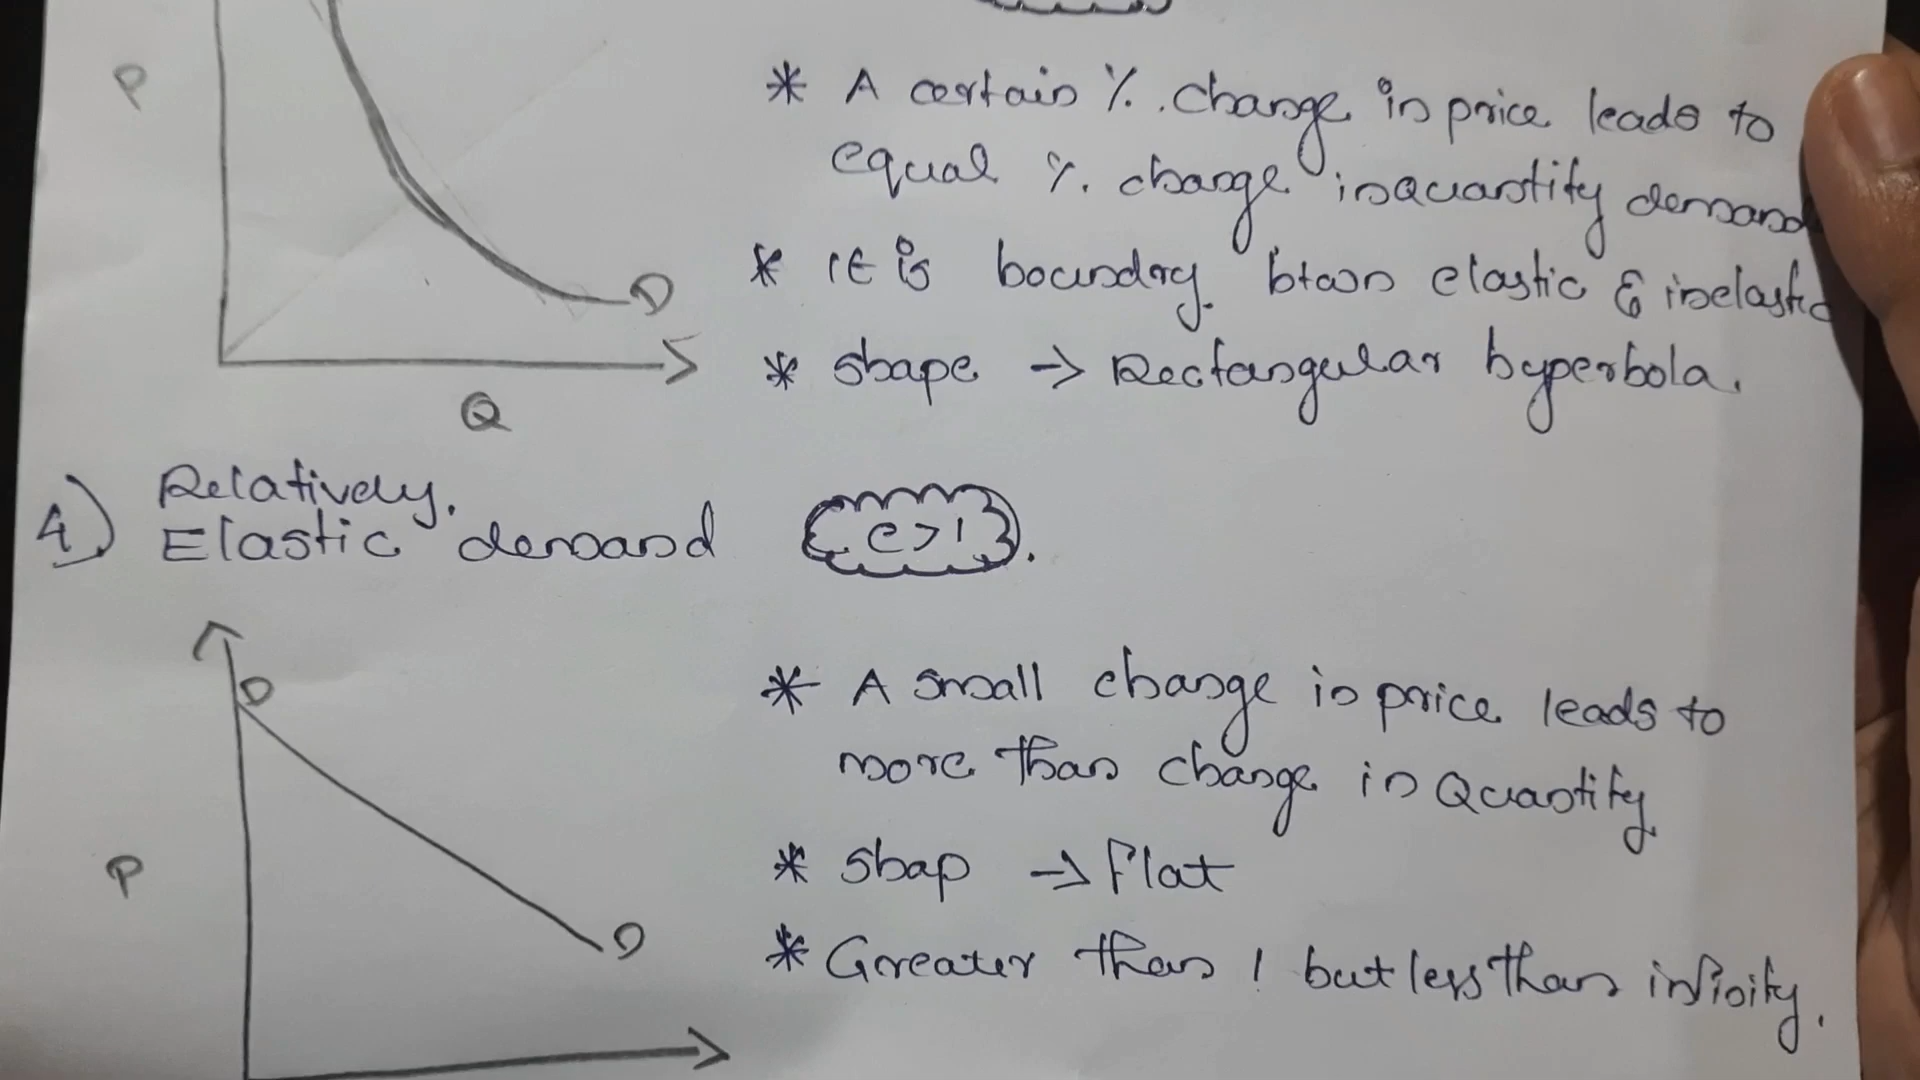 P
* A certain % change in price leads to
equal % change in quantity demand
* it is boundry btwn elastic & inelastic
D
* shape → Rectangular hyperbola.
Q
4) Relatively
Elastic demand e>1.
D
* A small change in price leads to
more than change in Quantity
P
* shap → Flat
D
* Greater than 1 but less than infinity.